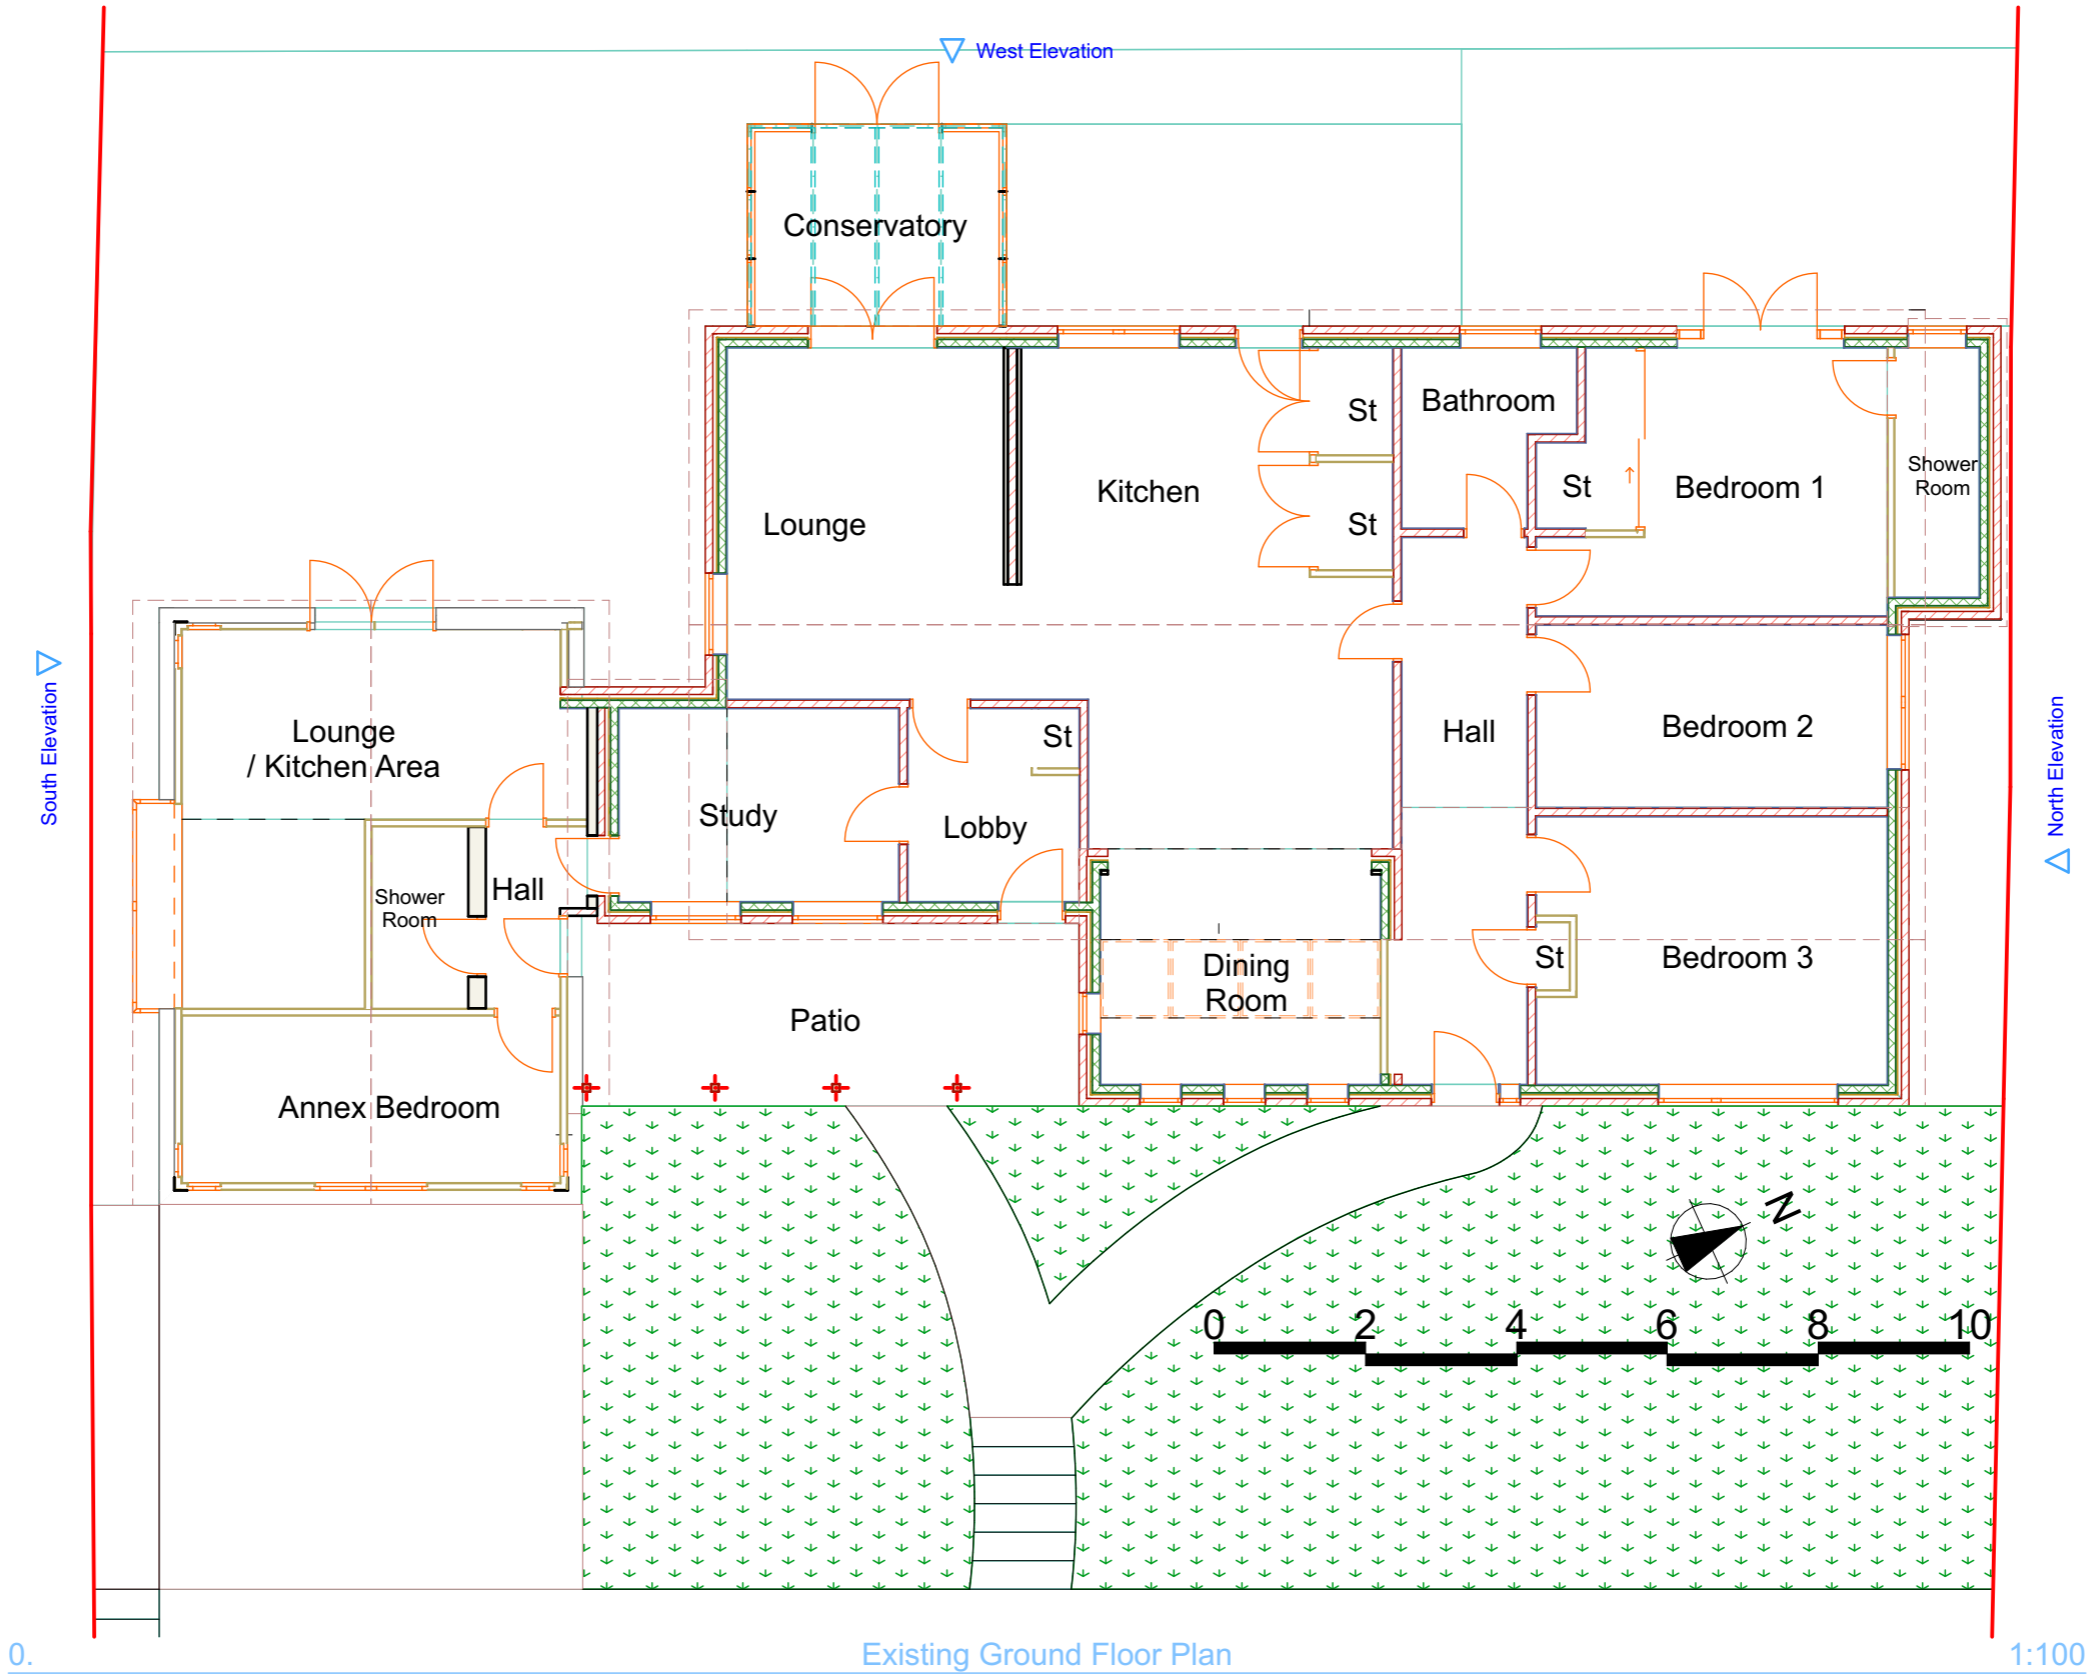 West Elevation
Conservatory
St
Bathroom
Shower
Room
Kitchen
St
Bedroom 1
Lounge
St
South Elevation
Lounge
/ Kitchen Area
St
Hall
Bedroom 2
North Elevation
Study
Lobby
Shower
Room
Hall
Dining
Room
St
Bedroom 3
Patio
Annex Bedroom
N
0 2 4 6 8 10
0.
Existing Ground Floor Plan
1:100